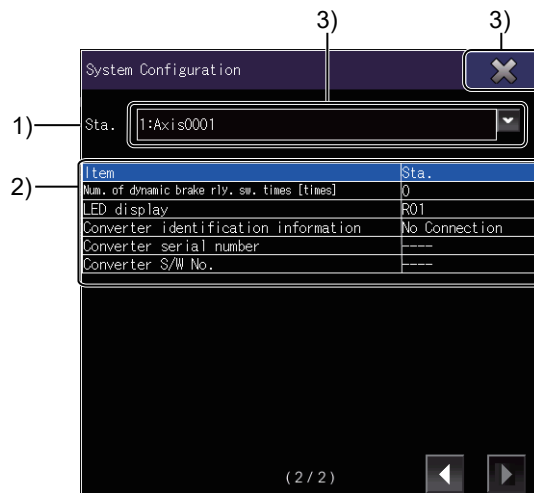 3) 3)
System Configuration
1) Sta. 1:Axis0001
2) Item Sta.
Num. of dynamic brake rly. sw. times [times] 0
LED display R01
Converter identification information No Connection
Converter serial number ----
Converter S/W No. ----
(2/2)